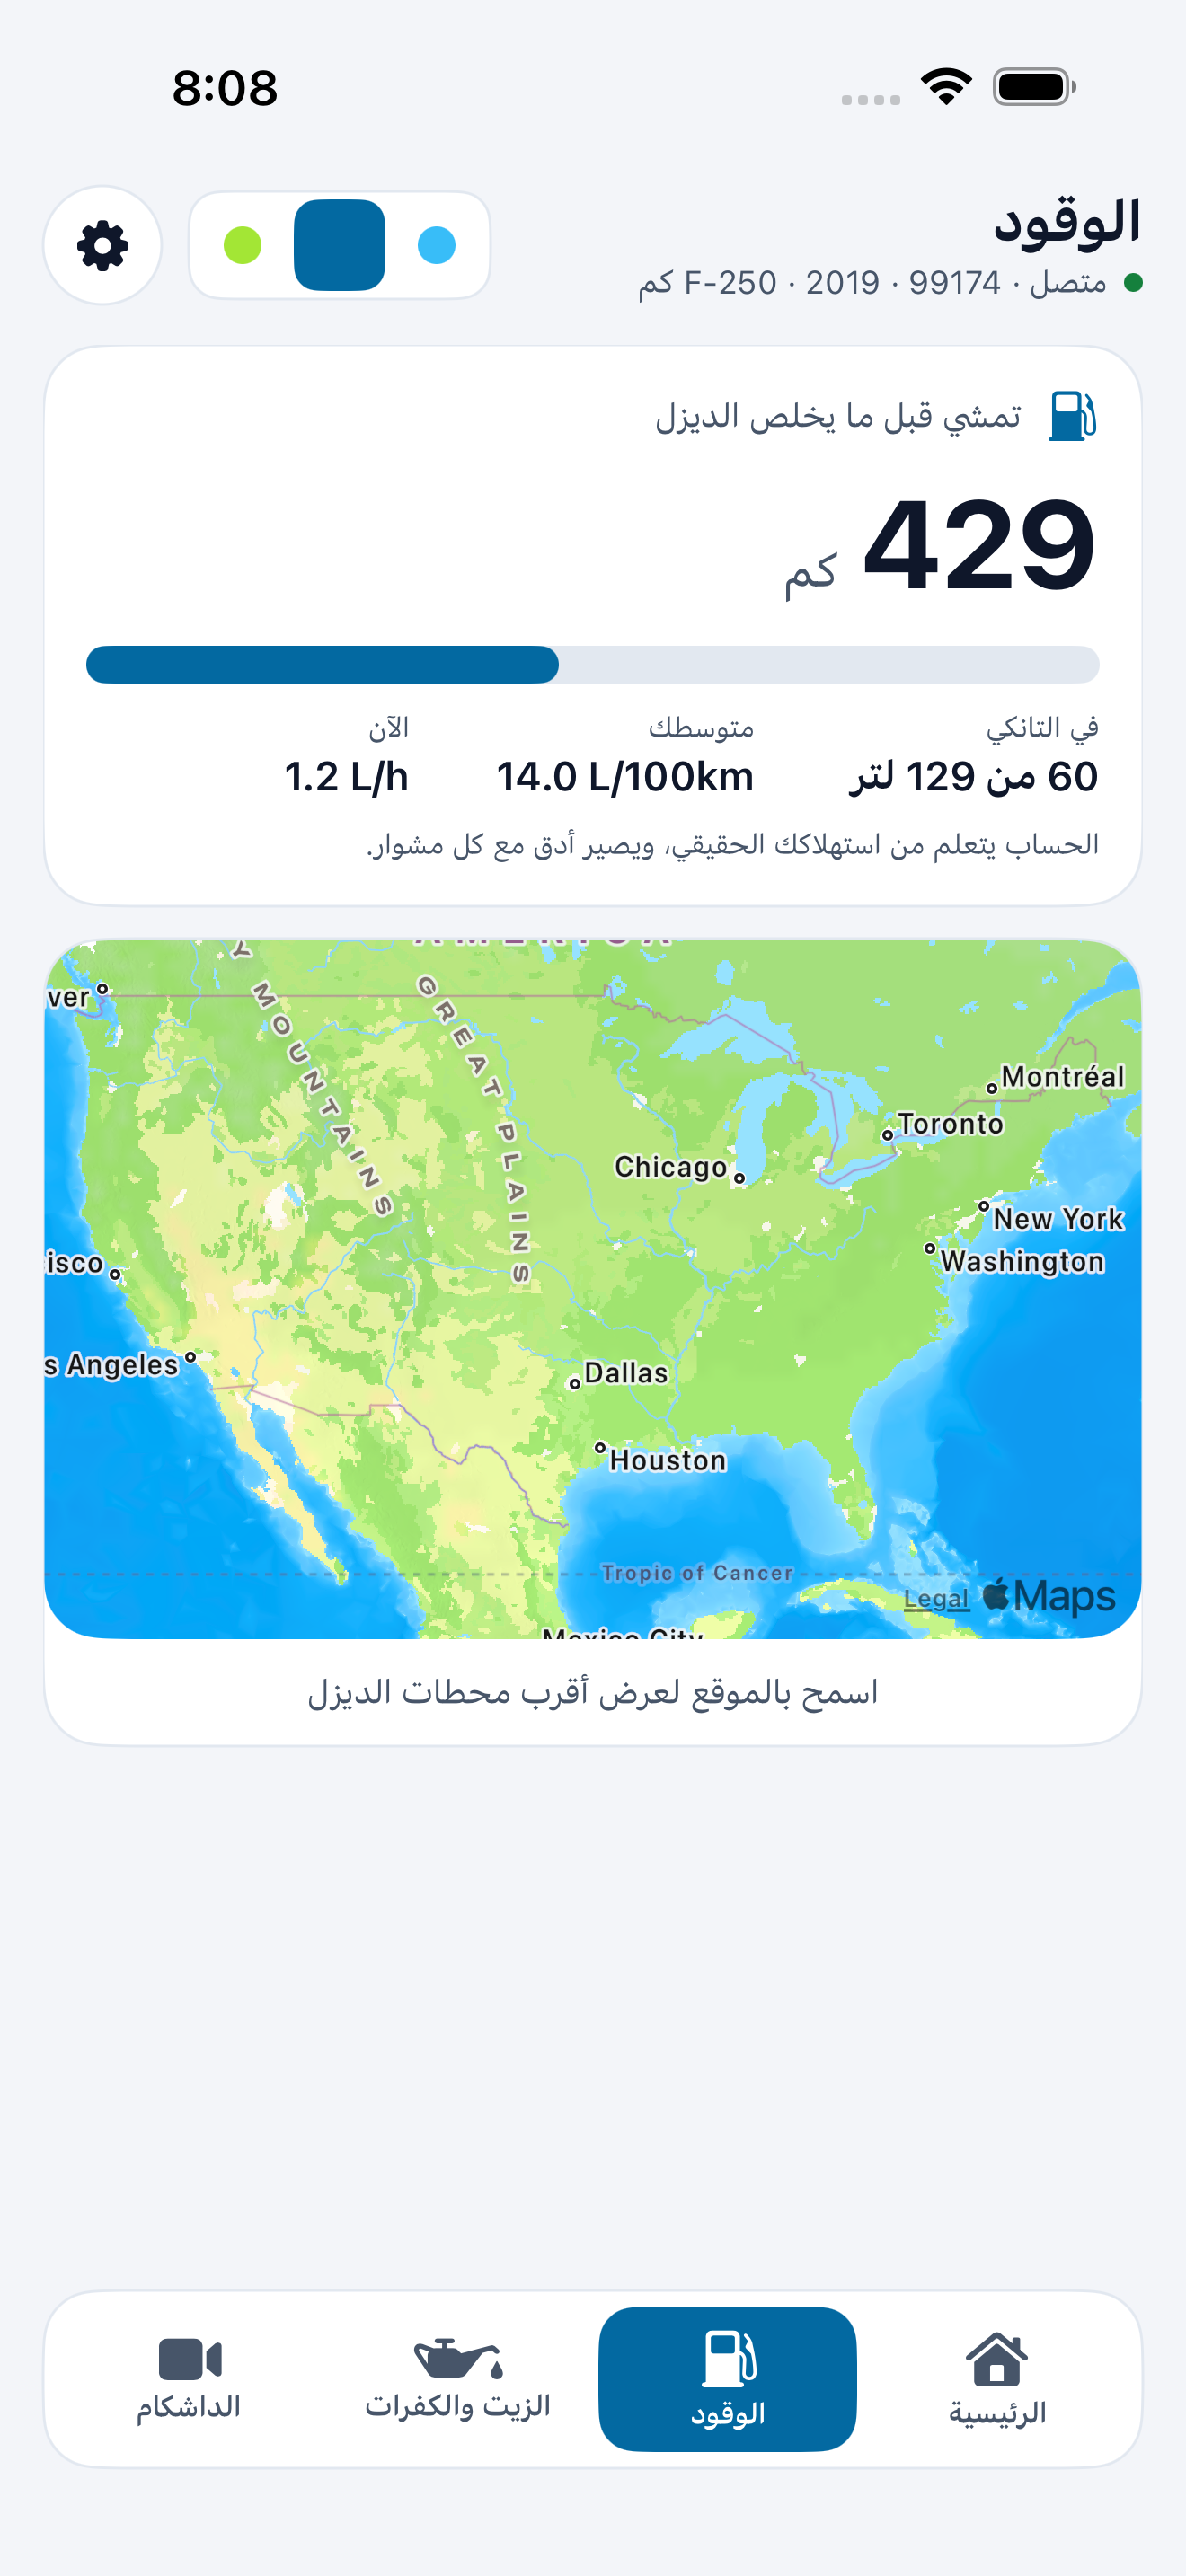 8:08
الوقود
متصل · F-250 · 2019 · 99174 كم
تمشي قبل ما يخلص الديزل
429 كم
في التانكي
60 من 129 لتر
متوسطك
14.0 L/100km
الآن
1.2 L/h
الحساب يتعلم من استهلاكك الحقيقي، ويصير أدق مع كل مشوار.
AMERICA
ver
Y MOUNTAINS
GREAT PLAINS
Montréal
Toronto
Chicago
New York
Washington
isco
s Angeles
Dallas
Houston
Tropic of Cancer
Legal Maps
Mexico City
اسمح بالموقع لعرض أقرب محطات الديزل
الرئيسية
الوقود
الزيت والكفرات
الداشكام